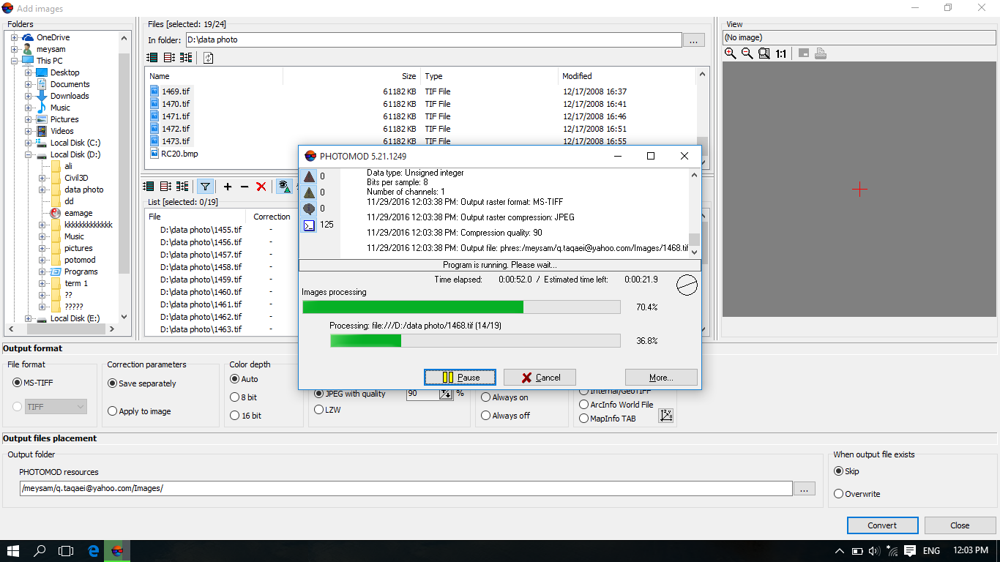 Add images
Folders
OneDrive
meysam
This PC
Desktop
Documents
Downloads
Music
Pictures
Videos
Local Disk (C:)
Local Disk (D:)
ali
Civil3D
data photo
dd
eamage
kkkkkkkkkkkkk
Music
pictures
potomod
Programs
term 1
??
?????
Local Disk (E:)
Files [selected: 19/24]
In folder: D:\data photo ...
Name Size Type Modified
1469.tif 61182 KB TIF File 12/17/2008 16:37
1470.tif 61182 KB TIF File 12/17/2008 16:41
1471.tif 61182 KB TIF File 12/17/2008 16:46
1472.tif 61182 KB TIF File 12/17/2008 16:51
1473.tif 61182 KB TIF File 12/17/2008 16:55
RC20.bmp
List [selected: 0/19]
File Correction
D:\data photo\1455.tif -
D:\data photo\1456.tif -
D:\data photo\1457.tif -
D:\data photo\1458.tif -
D:\data photo\1459.tif -
D:\data photo\1460.tif -
D:\data photo\1461.tif -
D:\data photo\1462.tif -
D:\data photo\1463.tif -
View
(No image)
1:1
PHOTOMOD 5.21.1249
0
0
0
125
Data type: Unsigned integer
Bits per sample: 8
Number of channels: 1
11/29/2016 12:03:38 PM: Output raster format: MS-TIFF
11/29/2016 12:03:38 PM: Output raster compression: JPEG
11/29/2016 12:03:38 PM: Compression quality: 90
11/29/2016 12:03:38 PM: Output file: phres:/meysam/q.taqaei@yahoo.com/Images/1468.tif
Program is running. Please wait...
Time elapsed: 0:00:52.0 / Estimated time left: 0:00:21.9
Images processing
70.4%
Processing: file:///D:/data photo/1468.tif (14/19)
36.8%
Pause Cancel More...
Output format
File format
MS-TIFF
TIFF
Correction parameters
Save separately
Apply to image
Color depth
Auto
8 bit
16 bit
JPEG with quality 90 %
LZW
Always on
Always off
Internal/GeoTIFF
ArcInfo World File
MapInfo TAB
Output files placement
Output folder
PHOTOMOD resources
/meysam/q.taqaei@yahoo.com/Images/ ...
When output file exists
Skip
Overwrite
Convert Close
ENG 12:03 PM